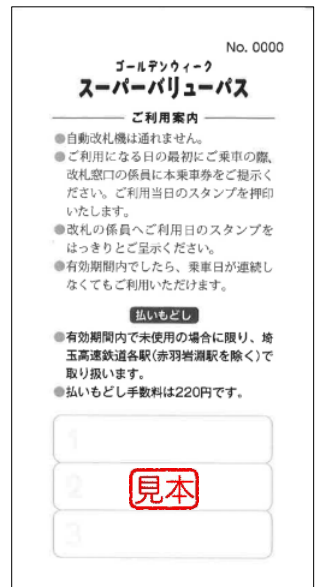 No. 0000
ゴールデンウィーク
スーパーバリューパス
ご利用案内
●自動改札機は通れません。
●ご利用になる日の最初にご乗車の際、
改札窓口の係員に本乗車券をご提示く
ださい。ご利用当日のスタンプを押印
いたします。
●改札の係員へご利用日のスタンプを
はっきりとご呈示ください。
●有効期間内でしたら、乗車日が連続し
なくてもご利用いただけます。
払いもどし
●有効期間内で未使用の場合に限り、埼
玉高速鉄道各駅(赤羽岩淵駅を除く)で
取り扱います。
●払いもどし手数料は220円です。
1
2
見本
3